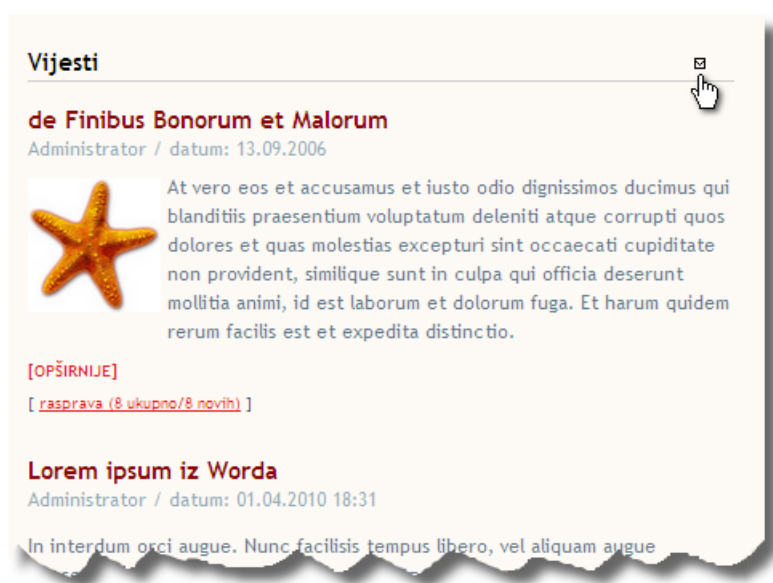 Vijesti
de Finibus Bonorum et Malorum
Administrator / datum: 13.09.2006
At vero eos et accusamus et iusto odio dignissimos ducimus qui
blanditiis praesentium voluptatum deleniti atque corrupti quos
dolores et quas molestias excepturi sint occaecati cupiditate
non provident, similique sunt in culpa qui officia deserunt
mollitia animi, id est laborum et dolorum fuga. Et harum quidem
rerum facilis est et expedita distinctio.
[OPŠIRNIJE]
[ rasprava (8 ukupno/8 novih) ]
Lorem ipsum iz Worda
Administrator / datum: 01.04.2010 18:31
In interdum orci augue. Nunc facilisis tempus libero, vel aliquam augue